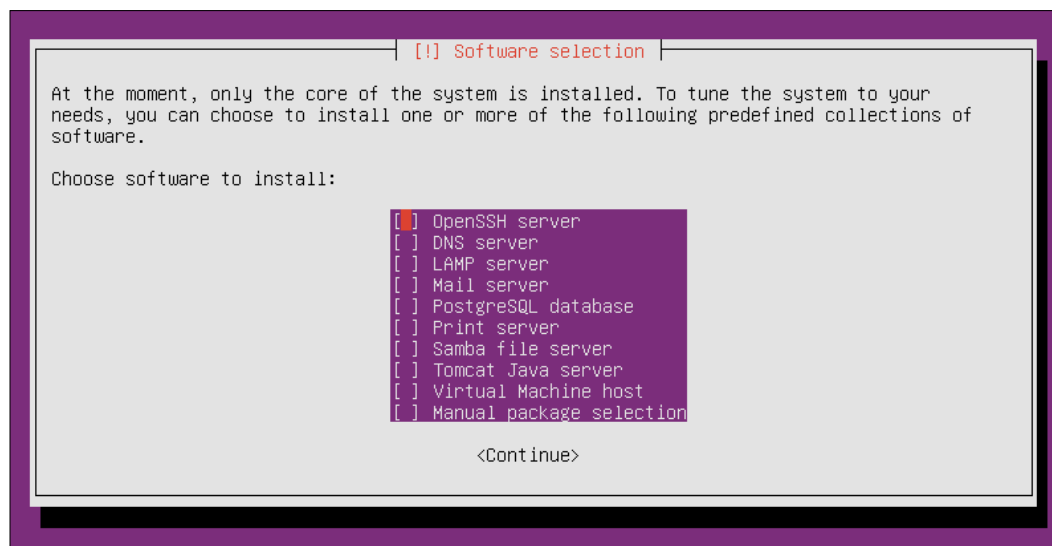 [!] Software selection
At the moment, only the core of the system is installed. To tune the system to your
needs, you can choose to install one or more of the following predefined collections of
software.
Choose software to install:
[ ] OpenSSH server
[ ] DNS server
[ ] LAMP server
[ ] Mail server
[ ] PostgreSQL database
[ ] Print server
[ ] Samba file server
[ ] Tomcat Java server
[ ] Virtual Machine host
[ ] Manual package selection
<Continue>